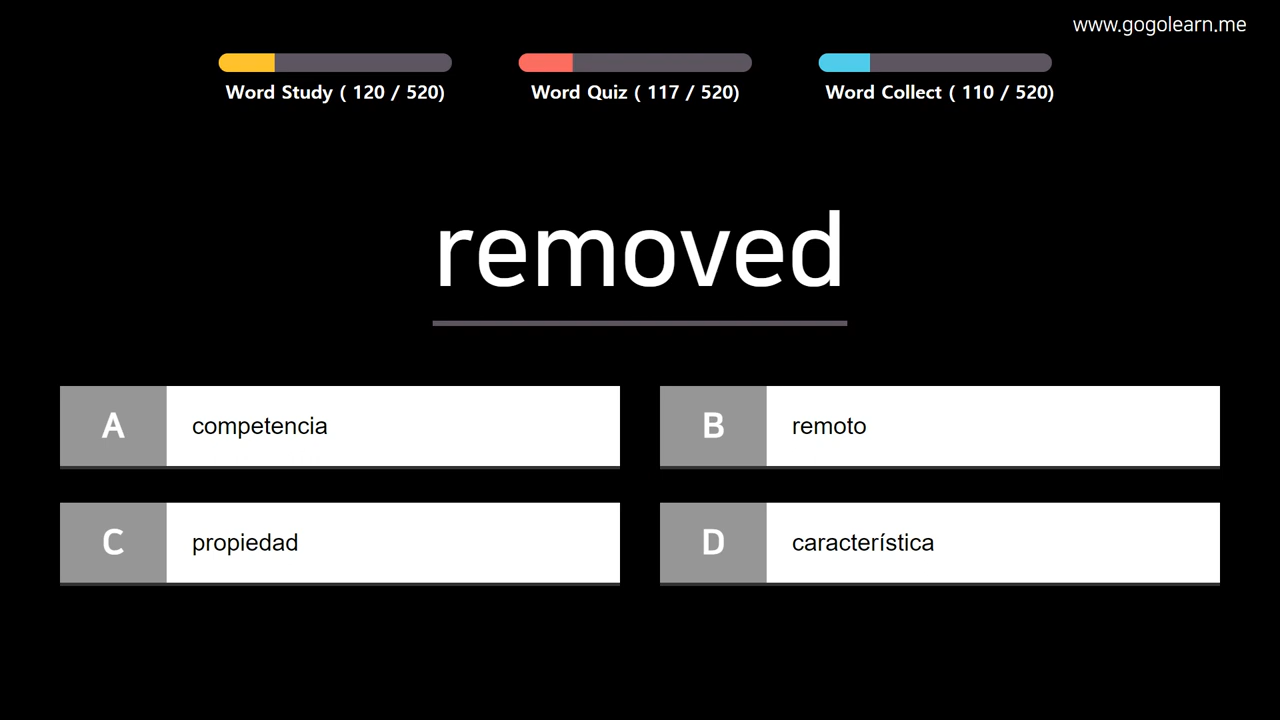 www.gogolearn.me
Word Study ( 120 / 520)
Word Quiz ( 117 / 520)
Word Collect ( 110 / 520)
removed
A competencia
B remoto
C propiedad
D característica